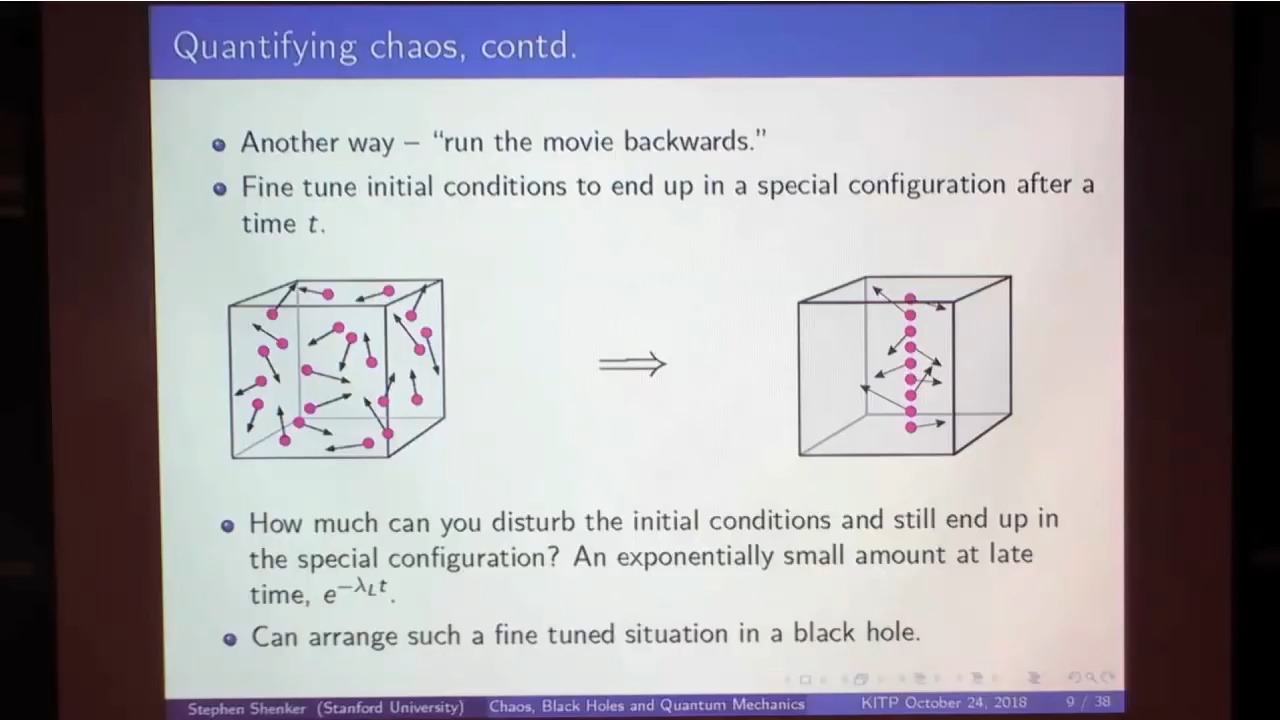 Quantifying chaos, contd.
Another way – “run the movie backwards.”
Fine tune initial conditions to end up in a special configuration after a
time t.
How much can you disturb the initial conditions and still end up in
the special configuration? An exponentially small amount at late
time, e^{-λ_L t}.
Can arrange such a fine tuned situation in a black hole.
Stephen Shenker (Stanford University) Chaos, Black Holes and Quantum Mechanics KITP October 24, 2018 9 / 38